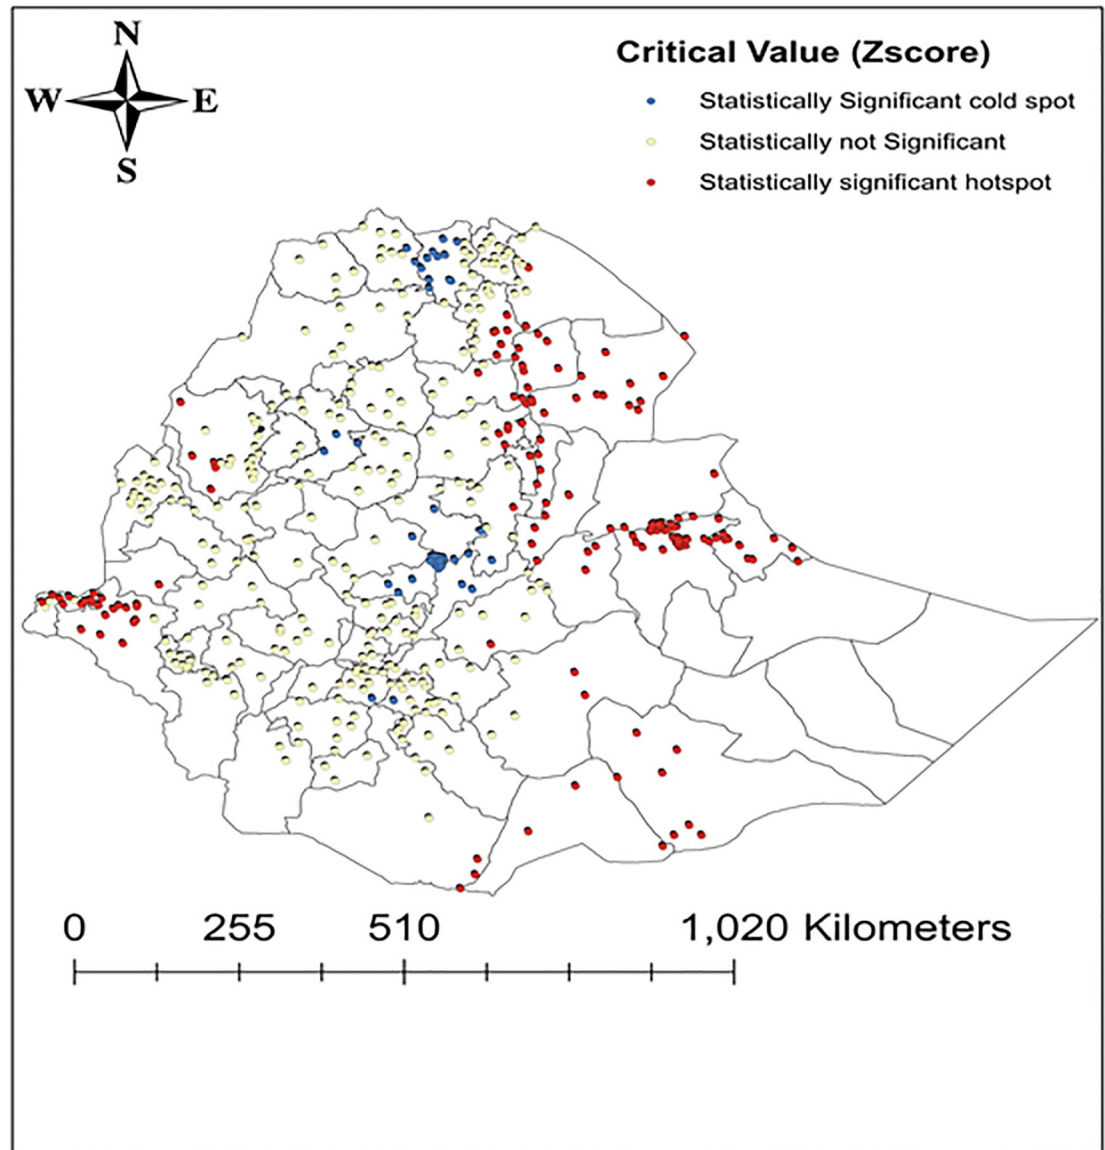 N
W E
S
Critical Value (Zscore)
Statistically Significant cold spot
Statistically not Significant
Statistically significant hotspot
0 255 510 1,020 Kilometers